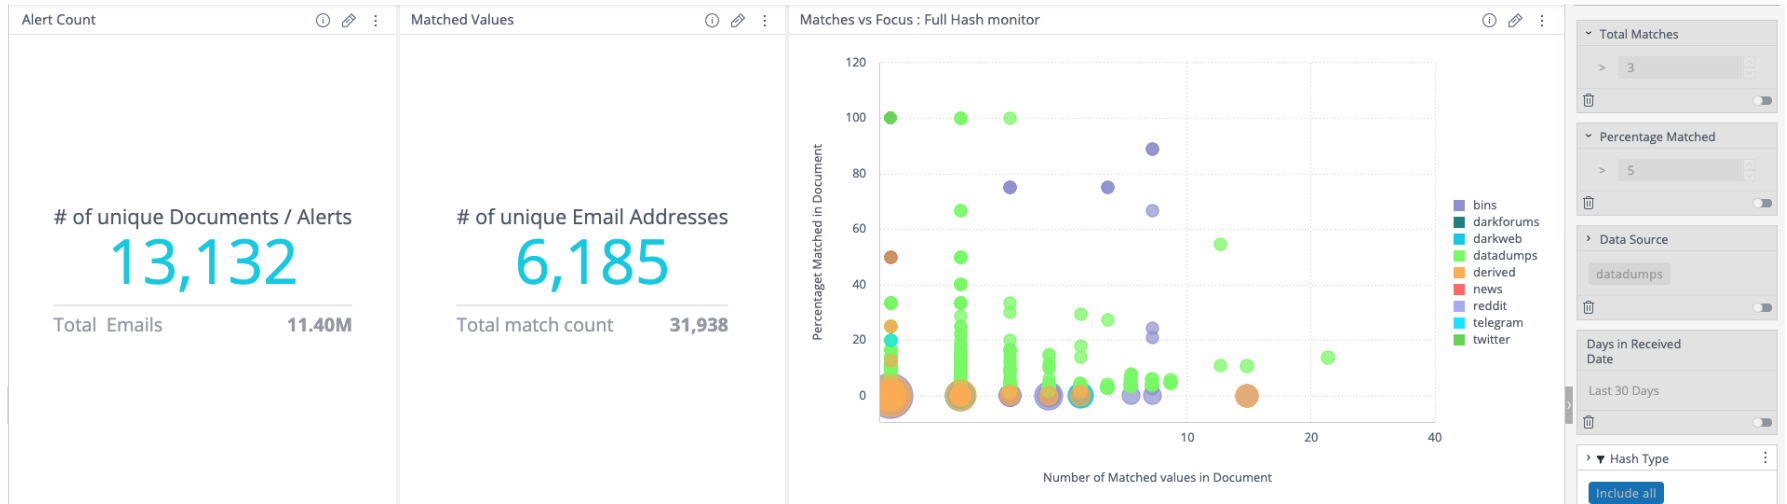 Alert Count
Matched Values
Matches vs Focus : Full Hash monitor
# of unique Documents / Alerts
13,132
Total Emails 11.40M
# of unique Email Addresses
6,185
Total match count 31,938
Percentaget Matched in Document
120
100
80
60
40
20
0
10
20
40
Number of Matched values in Document
bins
darkforums
darkweb
datadumps
derived
news
reddit
telegram
twitter
Total Matches
> 3
Percentage Matched
> 5
Data Source
datadumps
Days in Received
Date
Last 30 Days
Hash Type
Include all